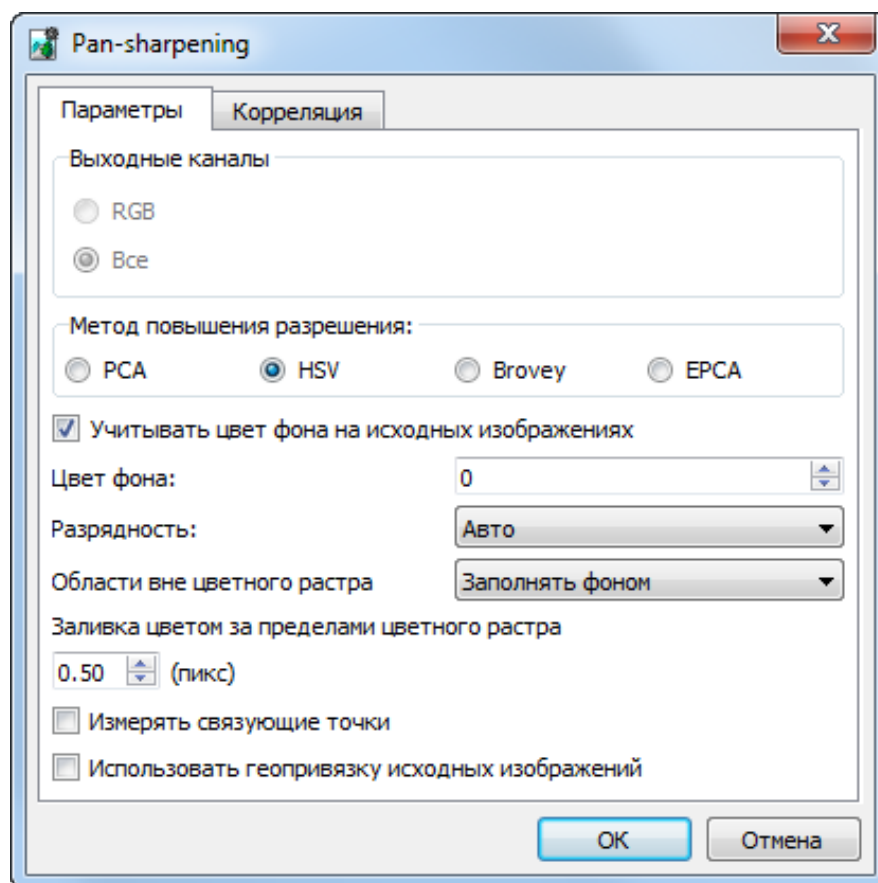 Pan-sharpening
Параметры Корреляция
Выходные каналы
RGB
Все
Метод повышения разрешения:
PCA HSV Brovey EPCA
Учитывать цвет фона на исходных изображениях
Цвет фона: 0
Разрядность: Авто
Области вне цветного растра Заполнять фоном
Заливка цветом за пределами цветного растра
0.50 (пикс)
Измерять связующие точки
Использовать геопривязку исходных изображений
OK Отмена